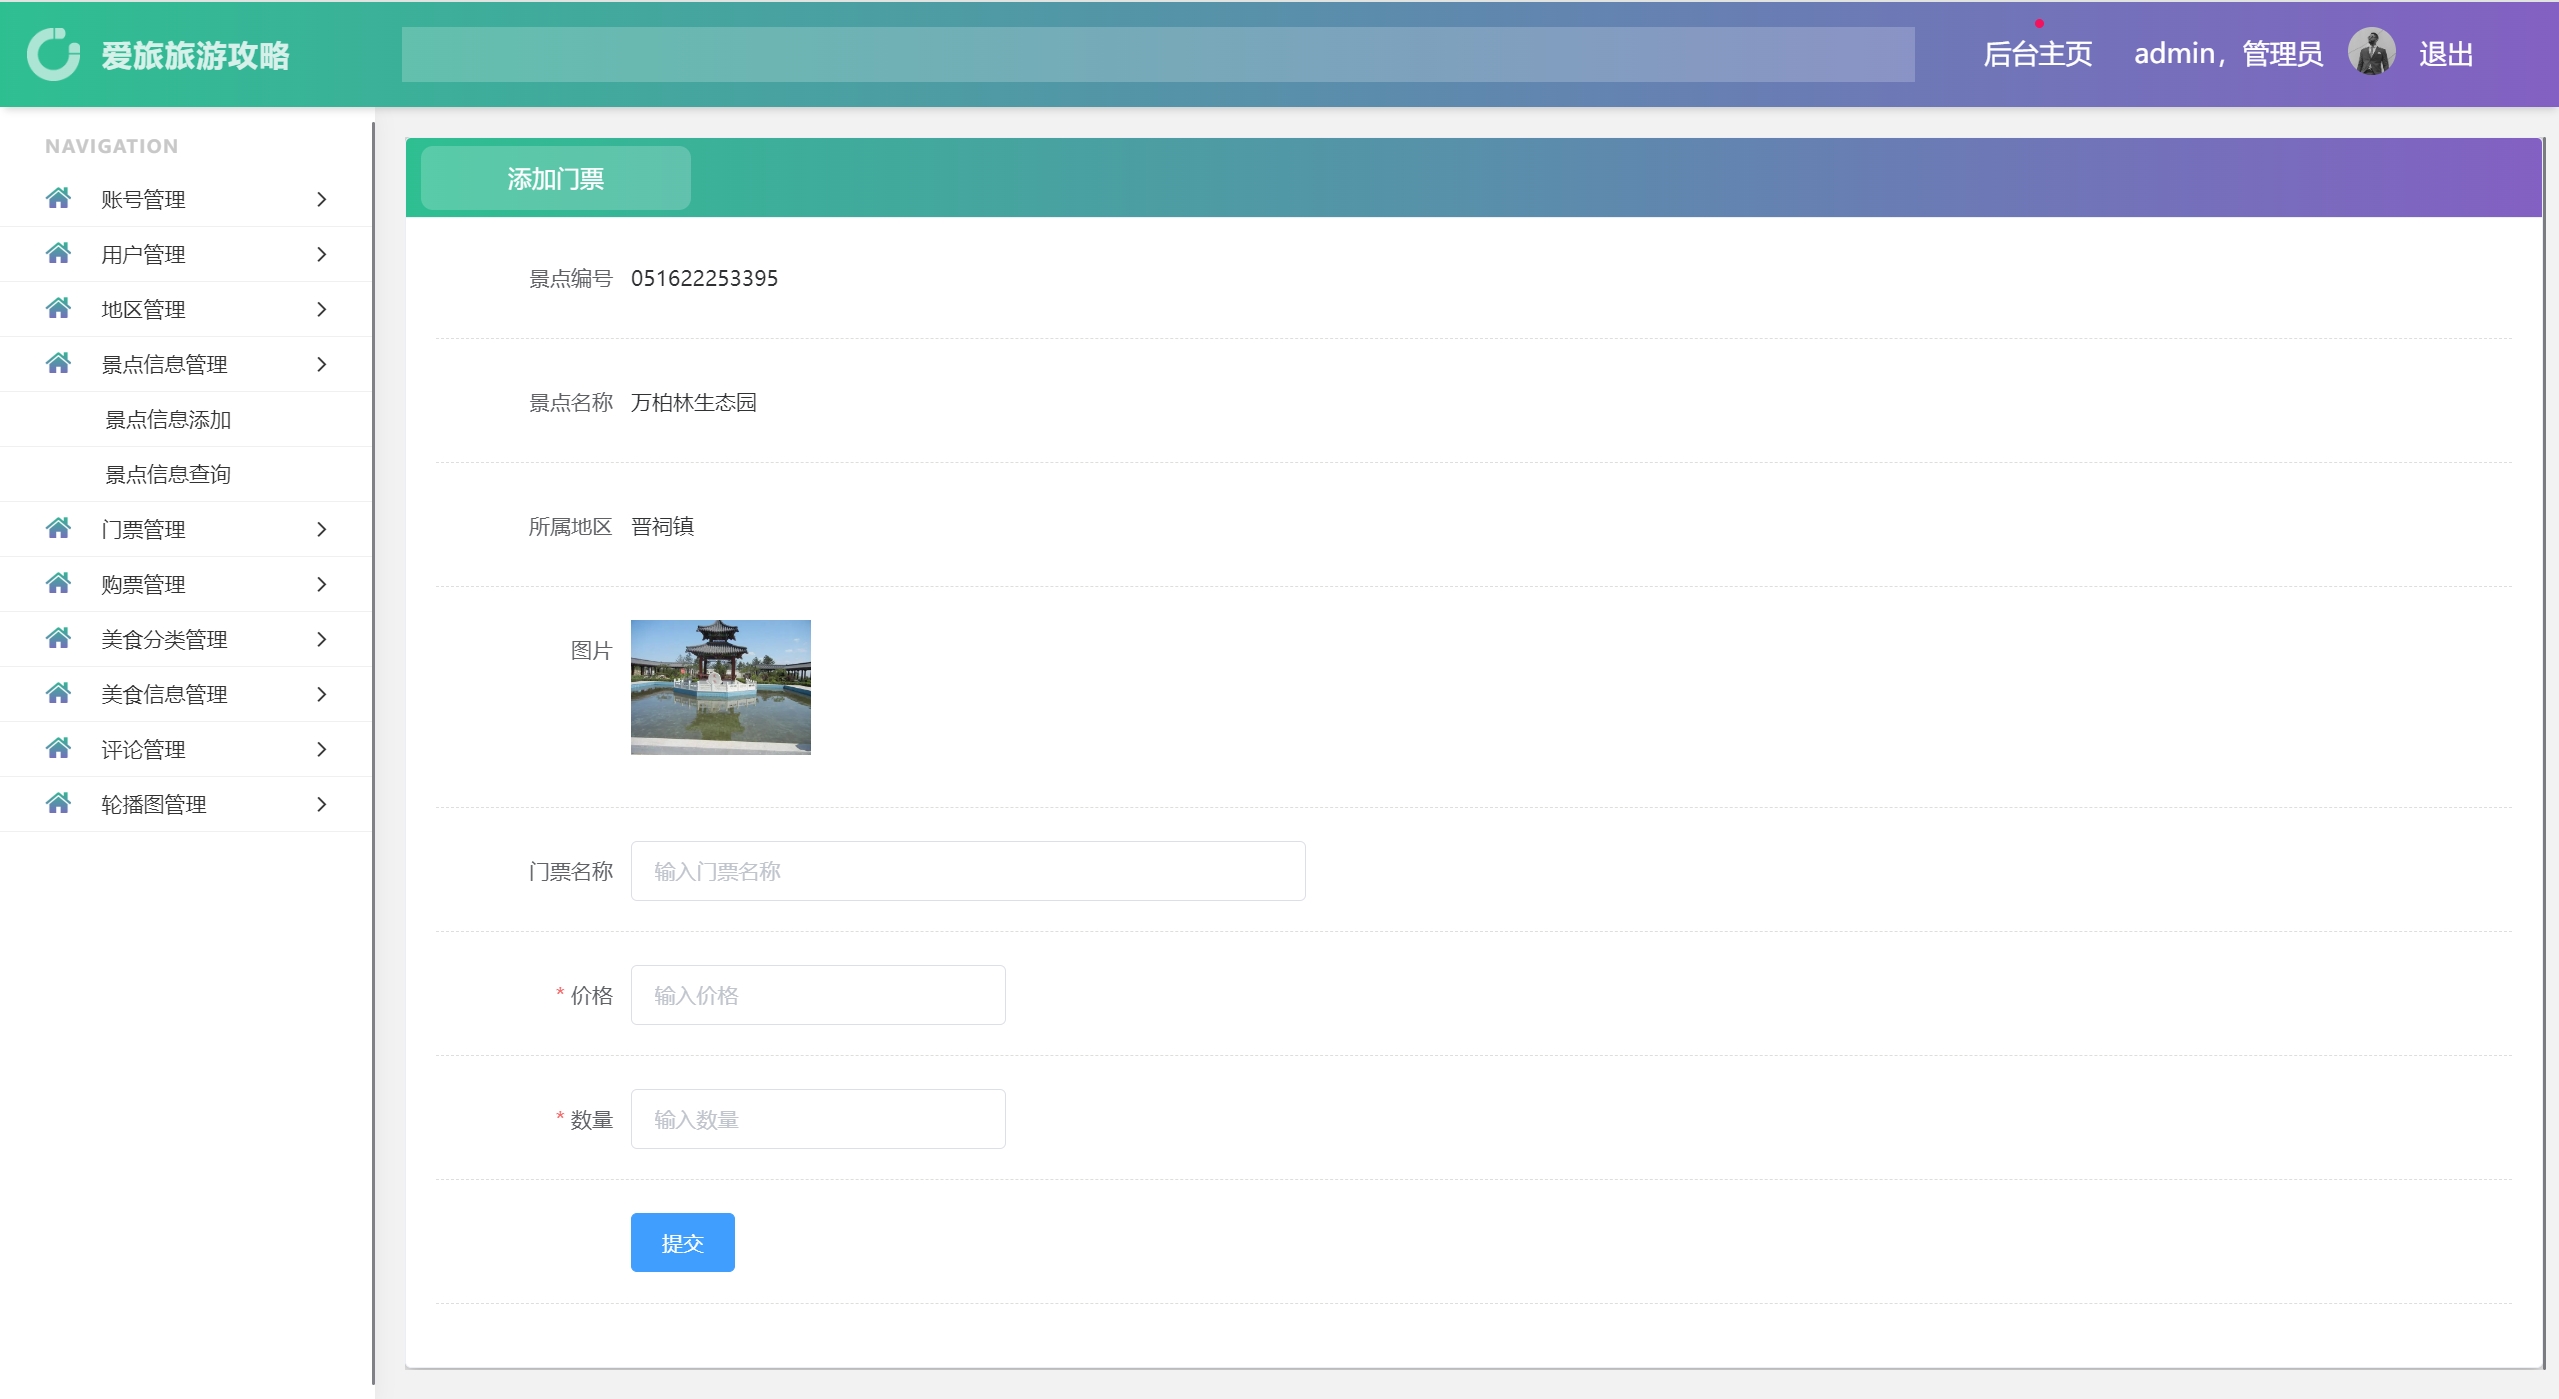 爱旅旅游攻略
后台主页
admin，管理员
退出
NAVIGATION
账号管理
用户管理
地区管理
景点信息管理
景点信息添加
景点信息查询
门票管理
购票管理
美食分类管理
美食信息管理
评论管理
轮播图管理
添加门票
景点编号 051622253395
景点名称 万柏林生态园
所属地区 晋祠镇
图片
门票名称 输入门票名称
* 价格 输入价格
* 数量 输入数量
提交